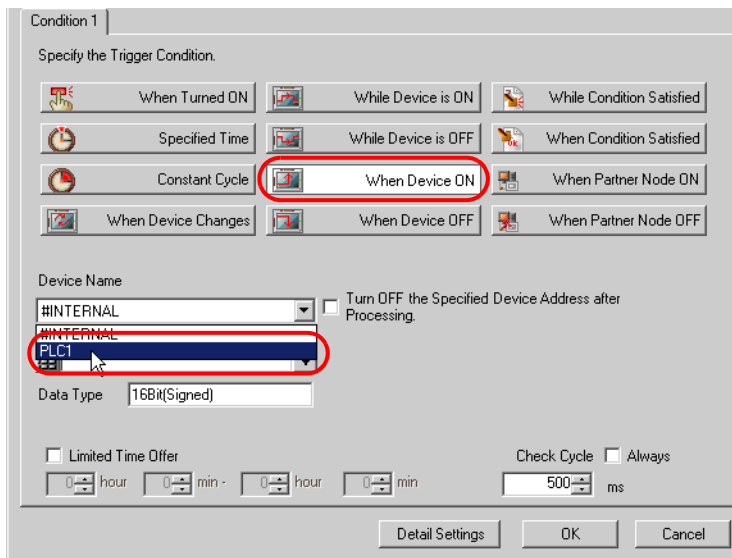 Condition 1
Specify the Trigger Condition.
When Turned ON While Device is ON While Condition Satisfied
Specified Time While Device is OFF When Condition Satisfied
Constant Cycle When Device ON When Partner Node ON
When Device Changes When Device OFF When Partner Node OFF
Device Name
#INTERNAL Turn OFF the Specified Device Address after
Processing.
#INTERNAL
PLC1
Data Type 16Bit(Signed)
Limited Time Offer Check Cycle Always
0 hour 0 min - 0 hour 0 min 500 ms
Detail Settings OK Cancel